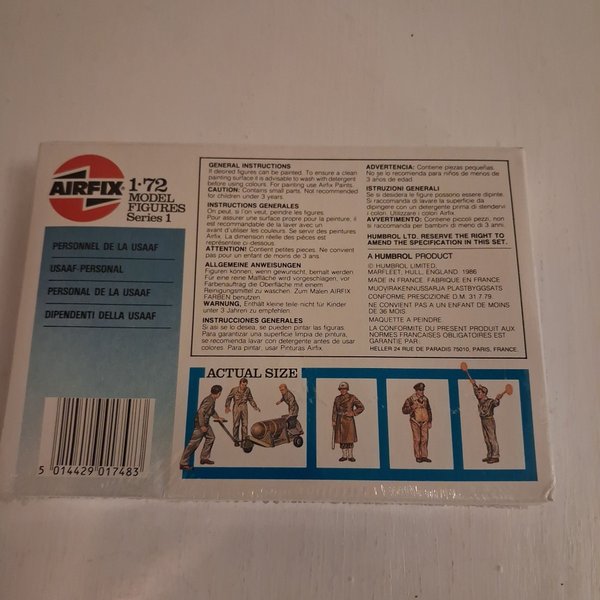 AIRFIX
1-72
MODEL
FIGURES
Series 1
PERSONNEL DE LA USAAF
USAAF-PERSONAL
PERSONAL DE LA USAAF
DIPENDENTI DELLA USAAF
5 014429 017483
GENERAL INSTRUCTIONS
If desired figures can be painted. To ensure a clean
painting surface it is advisable to wash with detergent
before using colours. For painting use Airfix Paints.
CAUTION: Contains small parts. Not recommended
for children under 3 years.
INSTRUCTIONS GENERALES
On peut, si l'on veut, peindre les figures.
Pour assurer une surface propre pour la peinture, il
est recommandable de la laver avec un
avant d'utiliser les couleurs. Se servir des peintures
Airfix. La dimension réelle des pièces est
représentée ci-dessous.
ATTENTION! Contient petites pièces. Ne convient
pas pour un enfant de moins de 3 ans.
ALLGEMEINE ANWEISUNGEN
Figuren können, wenn gewunscht, bemalt werden
Für eine reine Malfläche wird vorgeschlagen, vor
Farbenauftrag die Oberfläche mit einem
Reinigungsmittel zu waschen. Zum Malen AIRFIX
FARBEN benutzen.
WARNUNG, Enthält kleine teile nicht für Kinder
unter 3 Jahren zu empfehlen.
INSTRUCCIONES GENERALES
Si asi se lo desea, se pueden pintar las figuras.
Para garantizar una superficie limpia de pintura,
se recomienda lavar con detergente antes de usar
colores. Para pintar, usar Pinturas Airfix.
ADVERTENCIA: Contiene piezas pequeñas.
No se lo recomienda para niños de menos de
3 años de edad
ISTRUZIONI GENERALI
Se si desidera le figure possono essere dipinte.
Si raccomanda di avare la superficie da
dipingere con un detergente prima di stendervi
i colori. Utilizzare i colori Airfix.
AVVERTIMENTO: Contiene piccoli pezzi, non
si raccomanda per bambini di meno di 3 anni.
HUMBROL LTD. RESERVE THE RIGHT TO
AMEND THE SPECIFICATION IN THIS SET.
A HUMBROL PRODUCT
© HUMBROL LIMITED.
MARFLEET, HULL, ENGLAND. 1986
MADE IN FRANCE. FABRIQUE EN FRANCE
MUOVIRAKENNUSSARJA PLASTBYGGSATS
CONFORME PRESCIZIONE D.M. 31.7.79.
NE CONVIENT PAS A UN ENFANT DE MOINS
DE 36 MOIS
MAQUETTE A PEINDRE.
LA CONFORMITE DU PRESENT PRODUIT AUX
NORMES FRANCAISES OBLIGATOIRES EST
GARANTIE PAR :
HELLER 24 RUE DE PARADIS 75010, PARIS, FRANCE.
ACTUAL SIZE